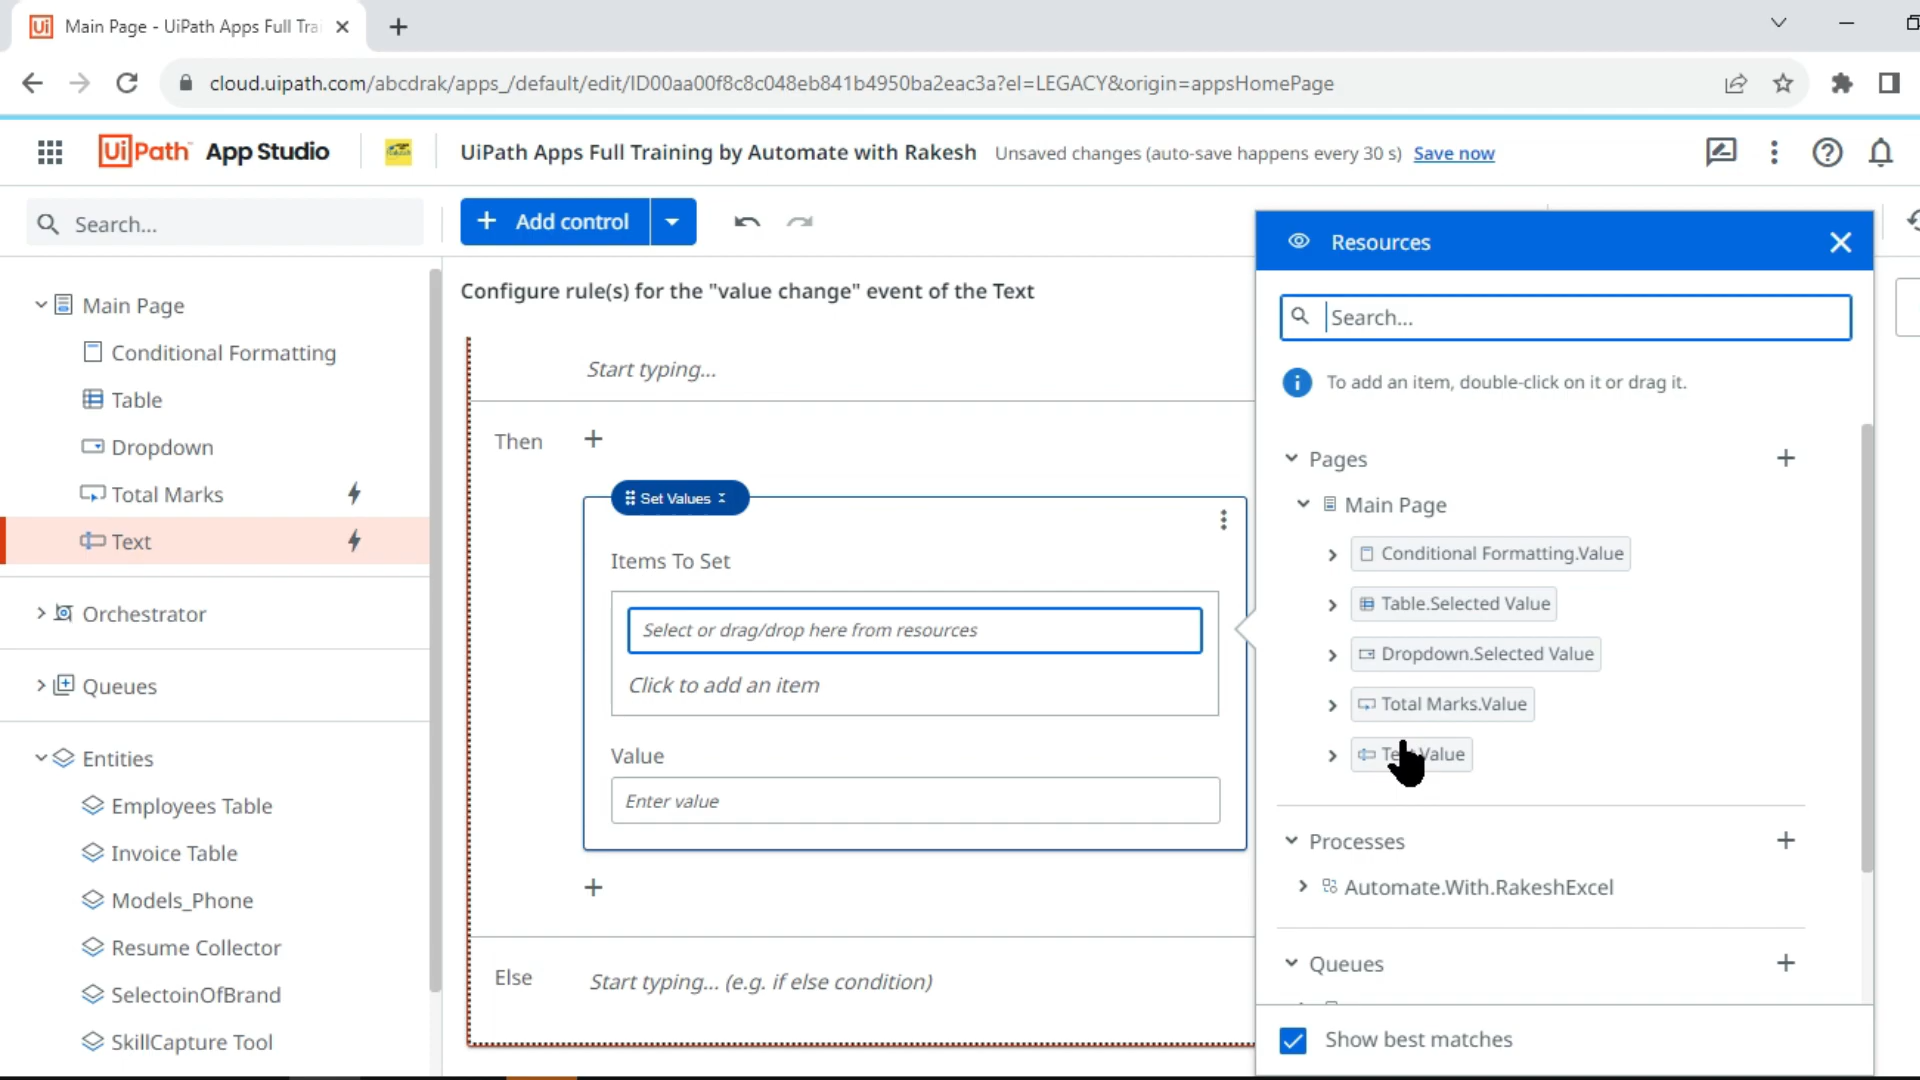 Main Page - UiPath Apps Full Trai
cloud.uipath.com/abcdrak/apps_/default/edit/ID00aa00f8c8c048eb841b4950ba2eac3a?el=LEGACY&origin=appsHomePage
UiPath App Studio
UiPath Apps Full Training by Automate with Rakesh
Unsaved changes (auto-save happens every 30 s) Save now
Search...
Add control
Main Page
Conditional Formatting
Table
Dropdown
Total Marks
Text
Orchestrator
Queues
Entities
Employees Table
Invoice Table
Models_Phone
Resume Collector
SelectoinOfBrand
SkillCapture Tool
Configure rule(s) for the "value change" event of the Text
Start typing...
Then
Set Values
Items To Set
Select or drag/drop here from resources
Click to add an item
Value
Enter value
Else
Start typing... (e.g. if else condition)
Resources
Search...
To add an item, double-click on it or drag it.
Pages
Main Page
Conditional Formatting.Value
Table.Selected Value
Dropdown.Selected Value
Total Marks.Value
Text.Value
Processes
Automate.With.RakeshExcel
Queues
Show best matches